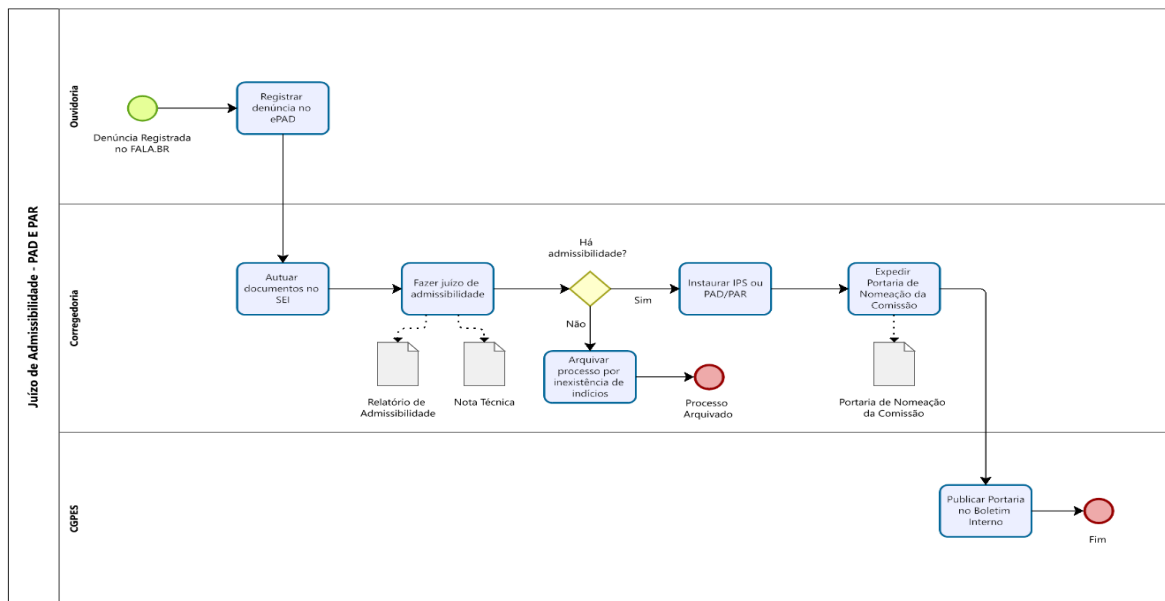 Juízo de Admissibilidade - PAD E PAR
Ouvidoria
Denúncia Registrada
no FALA.BR
Registrar
denúncia no
ePAD
Corregedoria
Autuar
documentos no
SEI
Fazer juízo de
admissibilidade
Relatório de
Admissibilidade
Nota Técnica
Há
admissibilidade?
Sim
Não
Arquivar
processo por
inexistência de
indícios
Processo
Arquivado
Instaurar IPS ou
PAD/PAR
Expedir
Portaria de
Nomeação da
Comissão
Portaria de Nomeação
da Comissão
CGPES
Publicar Portaria
no Boletim
Interno
Fim